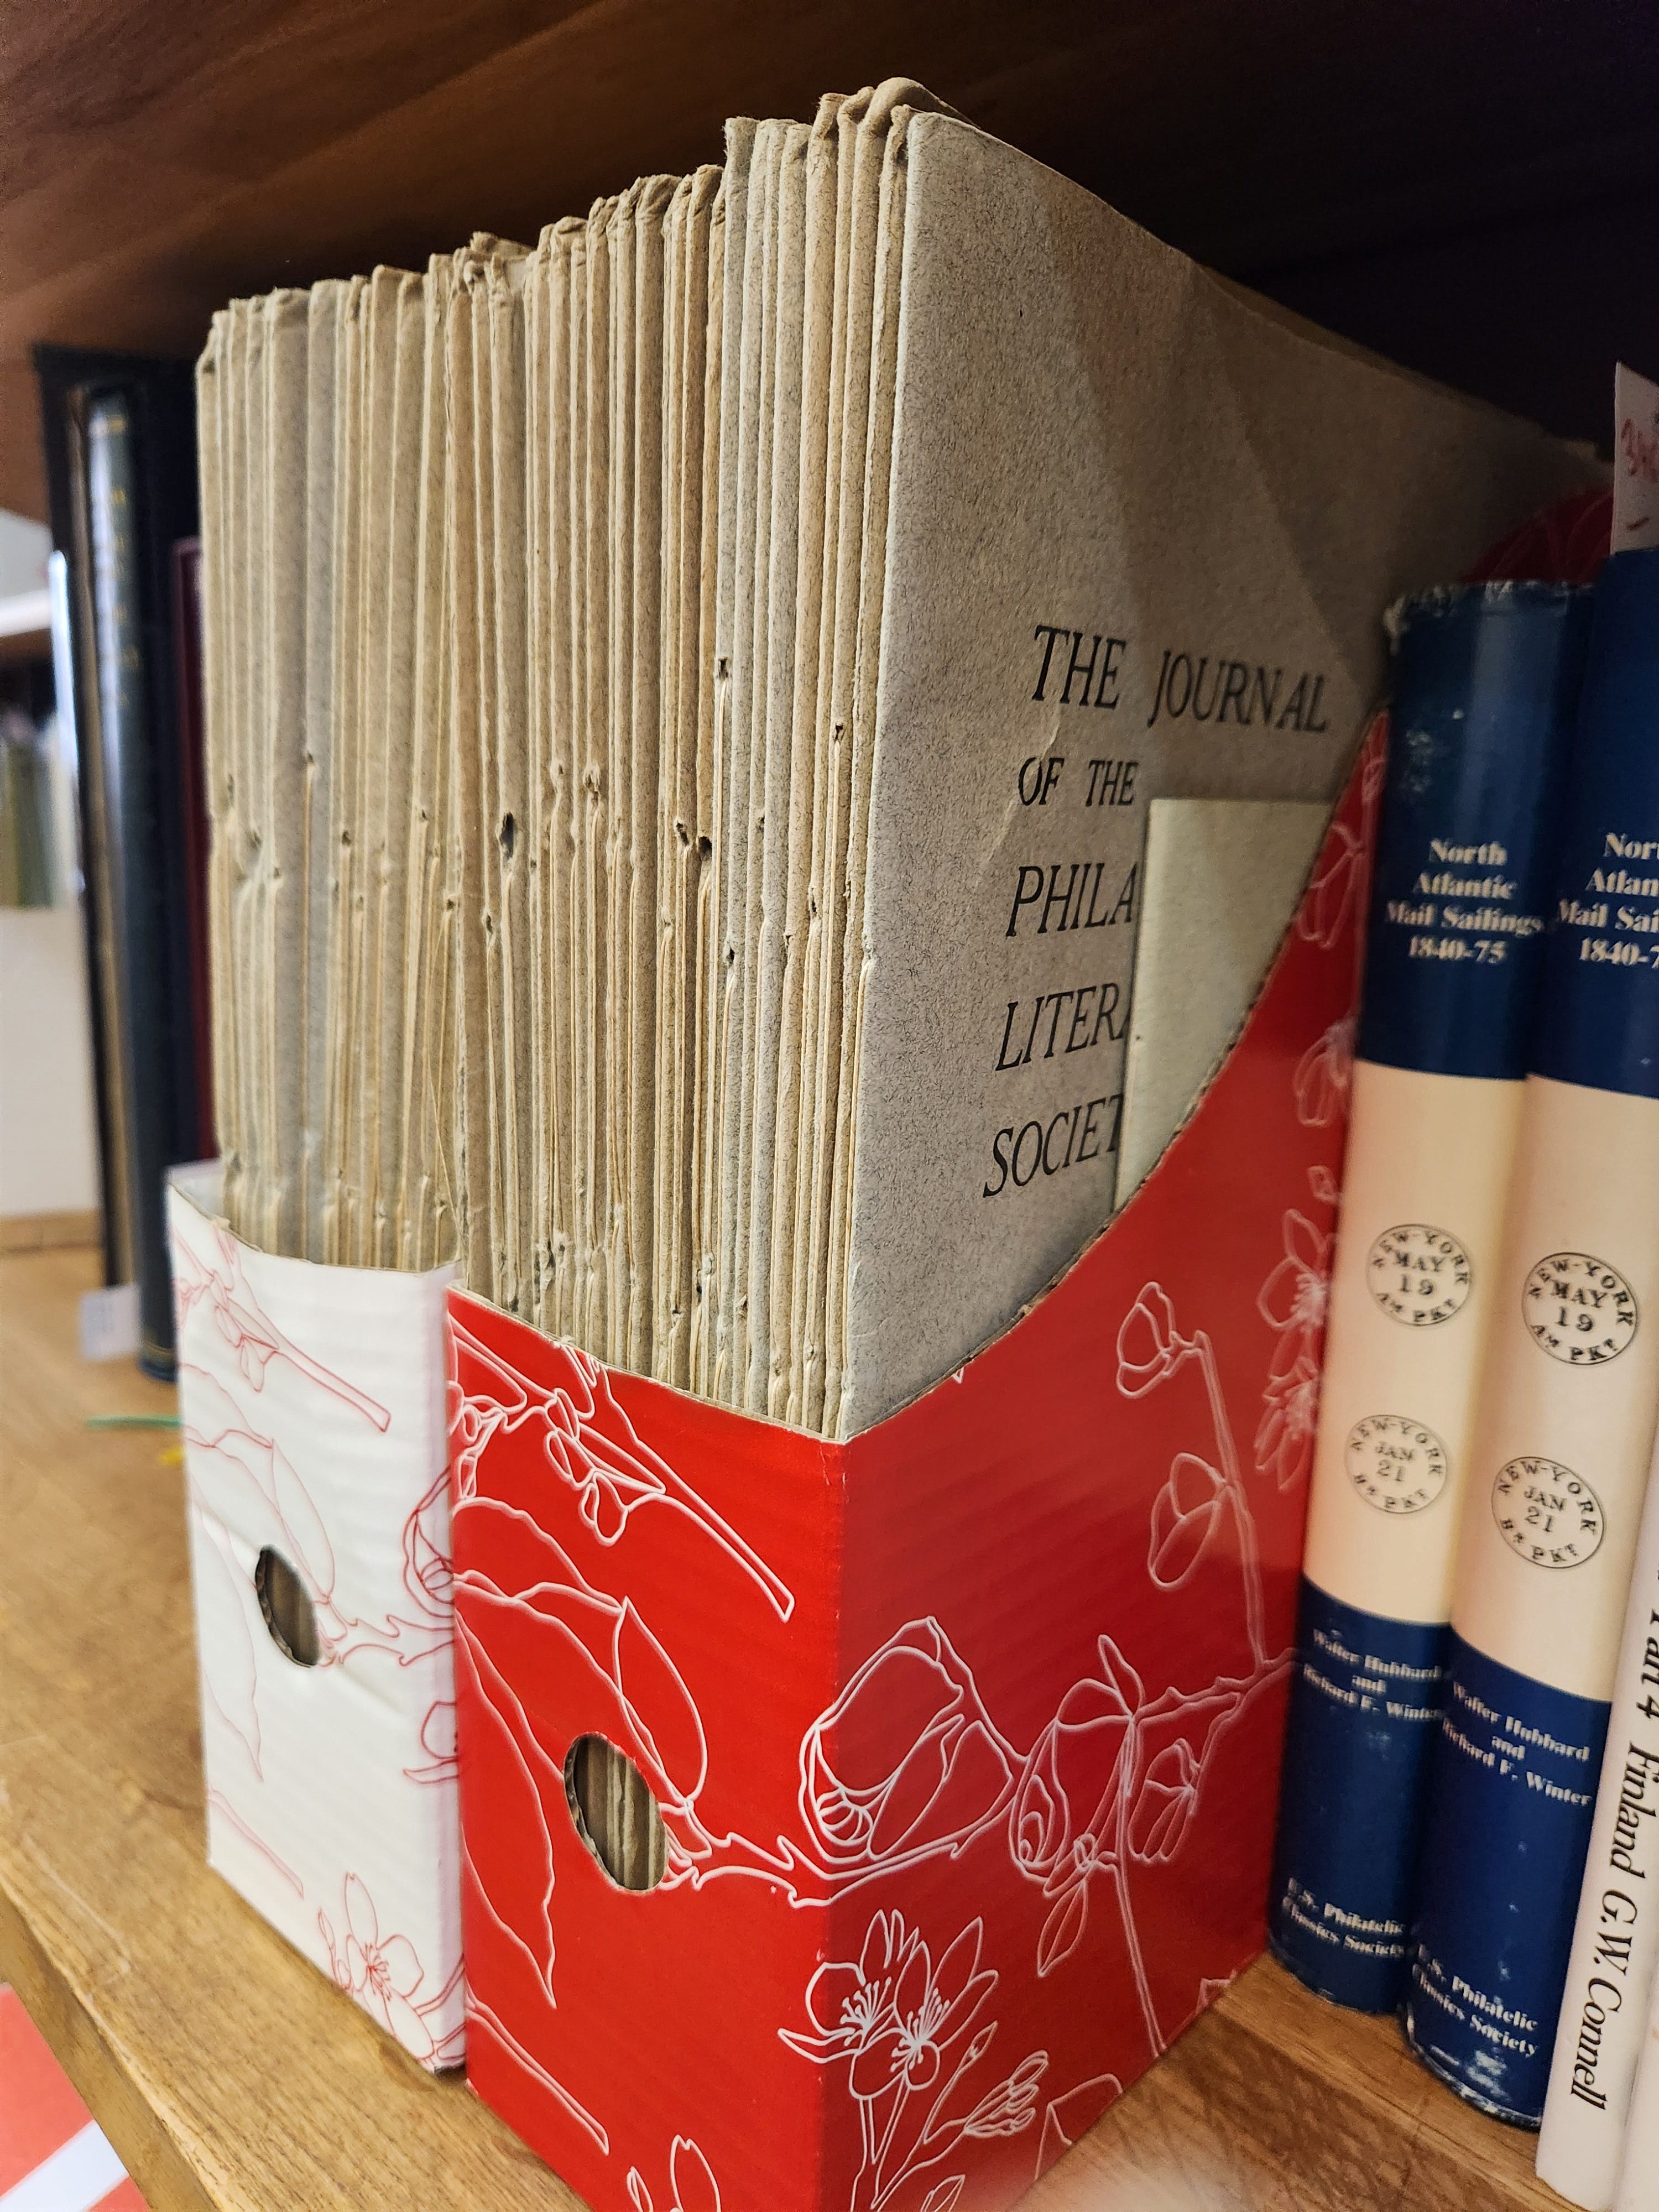 THE JOURNAL
OF THE
PHILA
LITERA
SOCIET
North
Atlantic
Mail Sailings
1840-75
NEW-YORK
MAY
19
AM PKT
NEW-YORK
JAN
21
BR PKT
Walter Hubbard
and
Richard F. Winter
U.S. Philatelic
Classics Society
Nor
Atlan
Mail Sai
1840-7
NEW-YORK
MAY
19
AM PKT
NEW-YORK
JAN
21
BR PKT
Walter Hubbard
and
Richard F. Winter
U.S. Philatelic
Classics Society
Part 4 Finland G.W. Connell